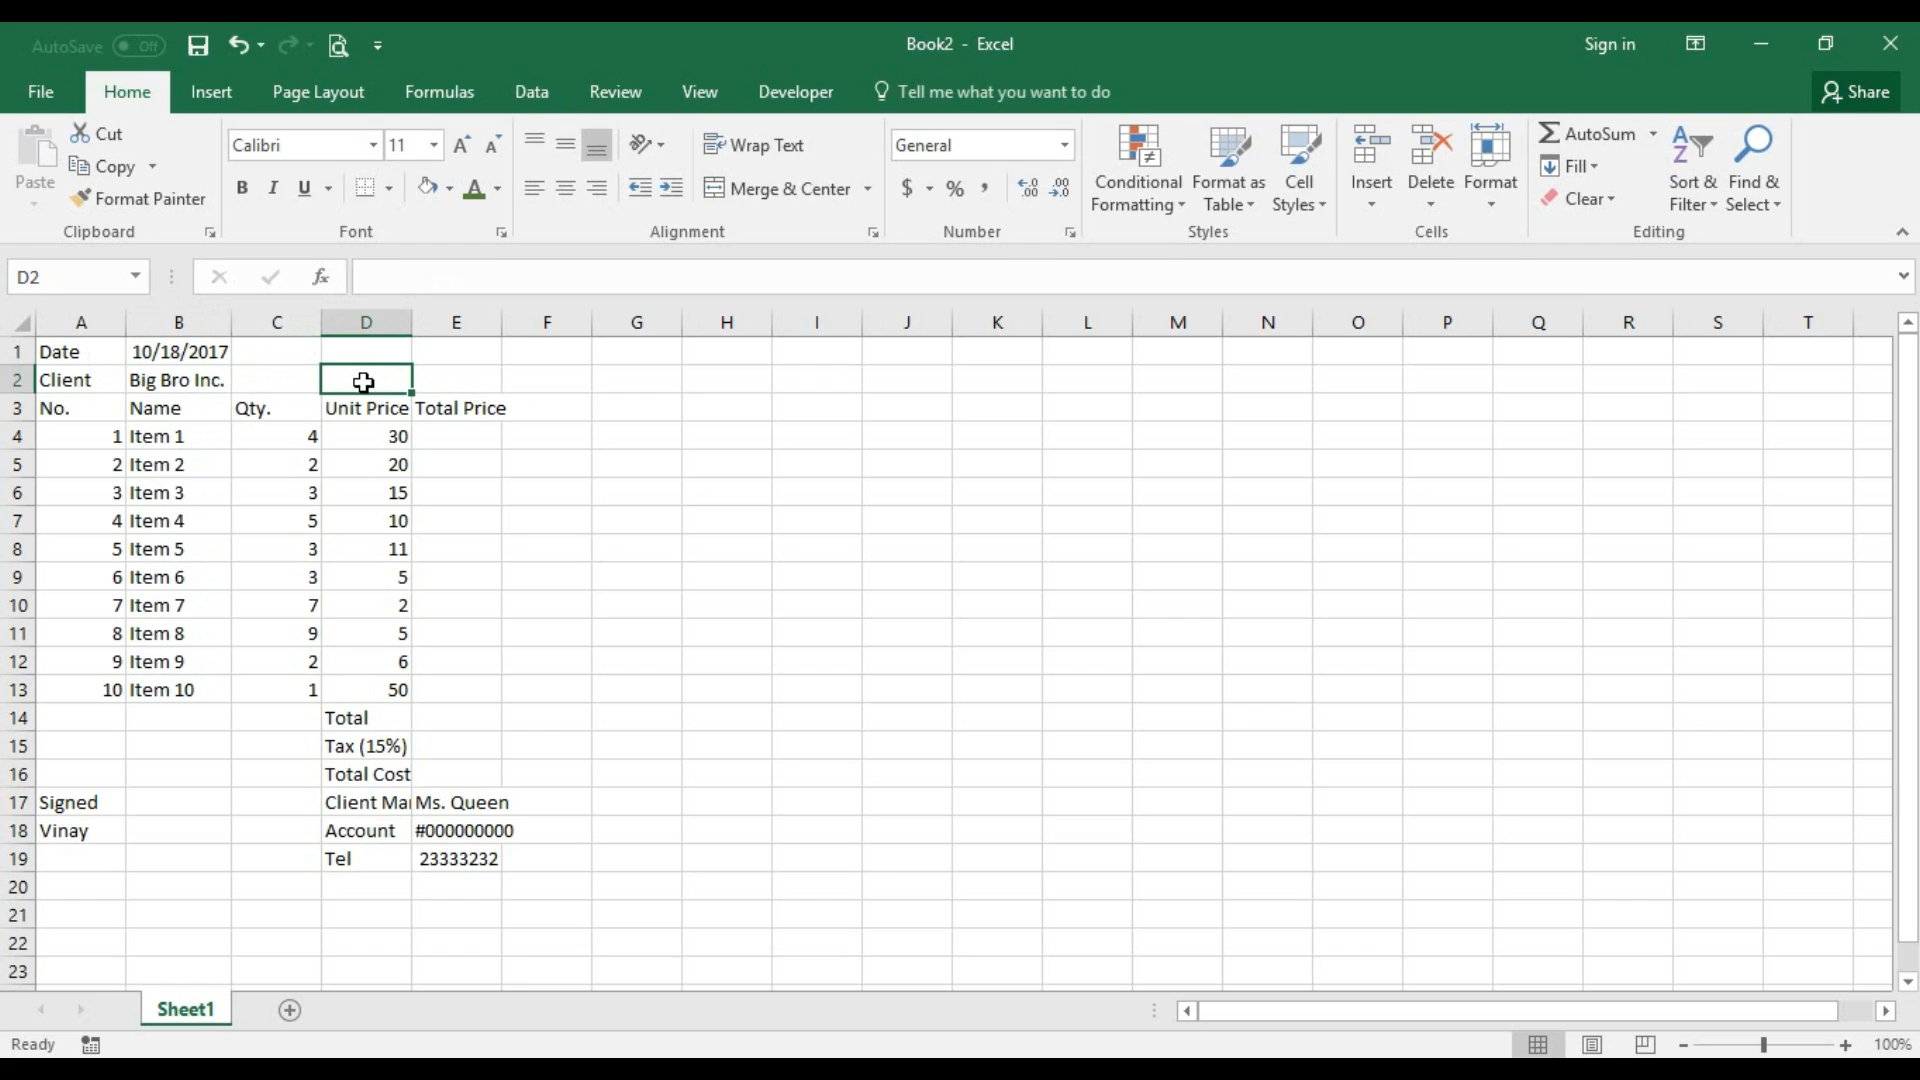 AutoSave Off Book2 - Excel Sign in
File Home Insert Page Layout Formulas Data Review View Developer Tell me what you want to do Share
Paste Cut Copy Format Painter Clipboard
Calibri 11 B I U A Font
Wrap Text Merge & Center Alignment
General $ % , Number
Conditional Formatting Format as Table Cell Styles Styles
Insert Delete Format Cells
AutoSum Fill Clear Sort & Filter Find & Select Editing
D2 fx
A B C D E F G H I J K L M N O P Q R S T
1 Date 10/18/2017
2 Client Big Bro Inc.
3 No. Name Qty. Unit Price Total Price
4 1 Item 1 4 30
5 2 Item 2 2 20
6 3 Item 3 3 15
7 4 Item 4 5 10
8 5 Item 5 3 11
9 6 Item 6 3 5
10 7 Item 7 7 2
11 8 Item 8 9 5
12 9 Item 9 2 6
13 10 Item 10 1 50
14 Total
15 Tax (15%)
16 Total Cost
17 Signed Client Mai Ms. Queen
18 Vinay Account #000000000
19 Tel 23333232
20
21
22
23
Sheet1
Ready 100%